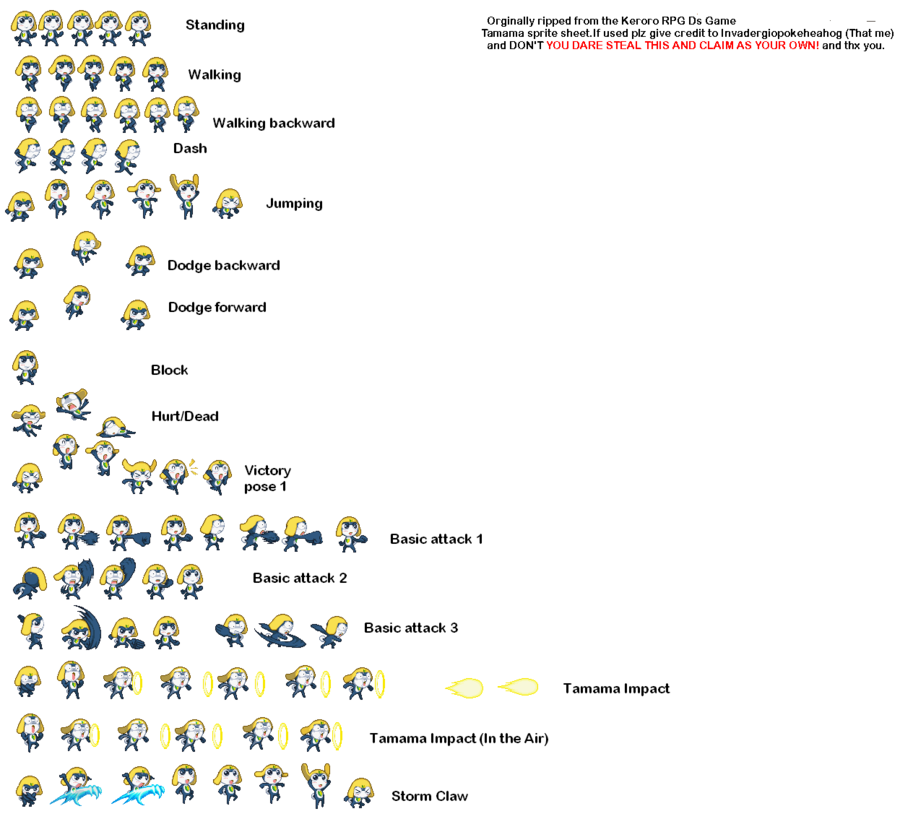 Orginally ripped from the Keroro RPG Ds Game
Tamama sprite sheet.If used plz give credit to Invadergiopokeheahog (That me)
and DON'T YOU DARE STEAL THIS AND CLAIM AS YOUR OWN! and thx you.
Standing
Walking
Walking backward
Dash
Jumping
Dodge backward
Dodge forward
Block
Hurt/Dead
Victory
pose 1
Basic attack 1
Basic attack 2
Basic attack 3
Tamama Impact
Tamama Impact (In the Air)
Storm Claw